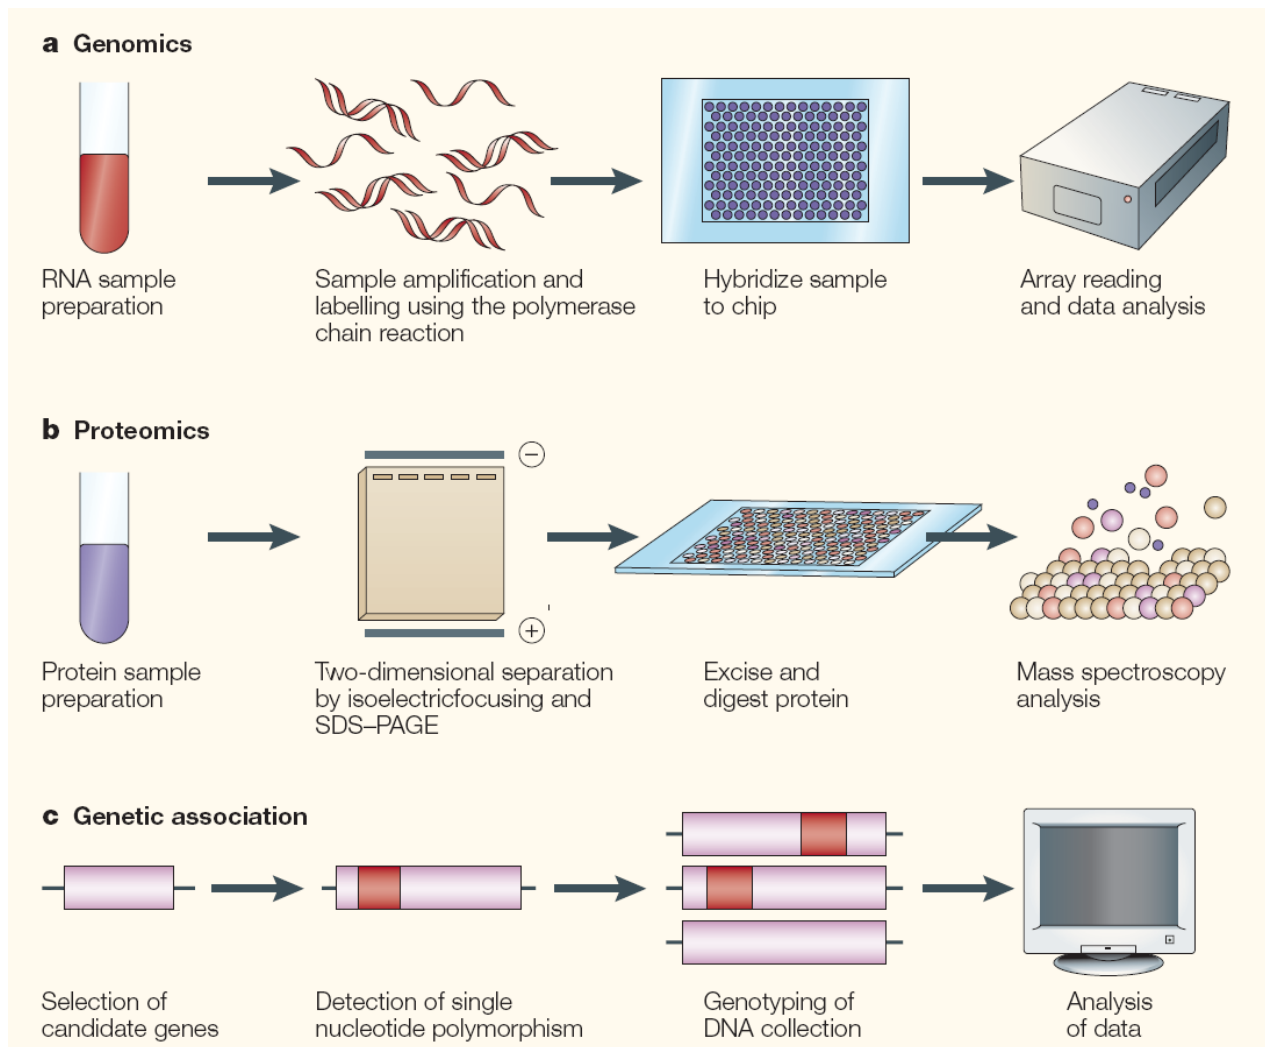 a Genomics
RNA sample
preparation
Sample amplification and
labelling using the polymerase
chain reaction
Hybridize sample
to chip
Array reading
and data analysis
b Proteomics
−
+
Protein sample
preparation
Two-dimensional separation
by isoelectricfocusing and
SDS–PAGE
Excise and
digest protein
Mass spectroscopy
analysis
c Genetic association
Selection of
candidate genes
Detection of single
nucleotide polymorphism
Genotyping of
DNA collection
Analysis
of data